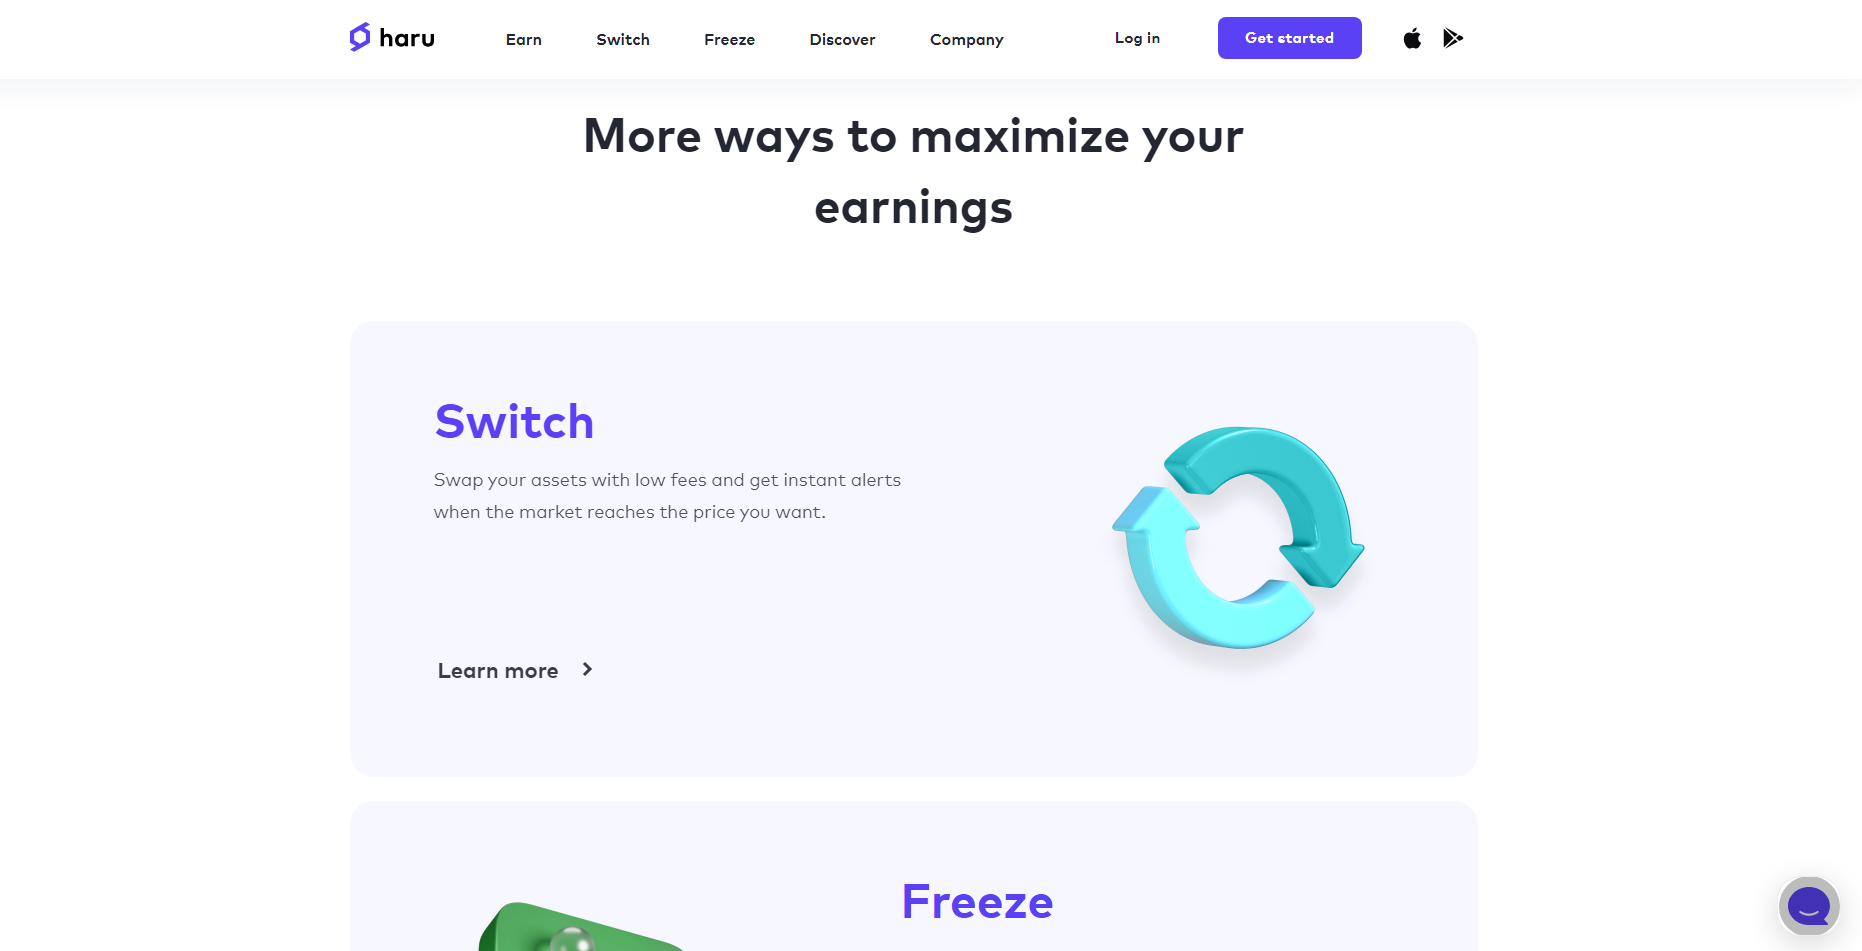 haru
Earn
Switch
Freeze
Discover
Company
Log in
Get started
More ways to maximize your
earnings
Switch
Swap your assets with low fees and get instant alerts
when the market reaches the price you want.
Learn more
Freeze